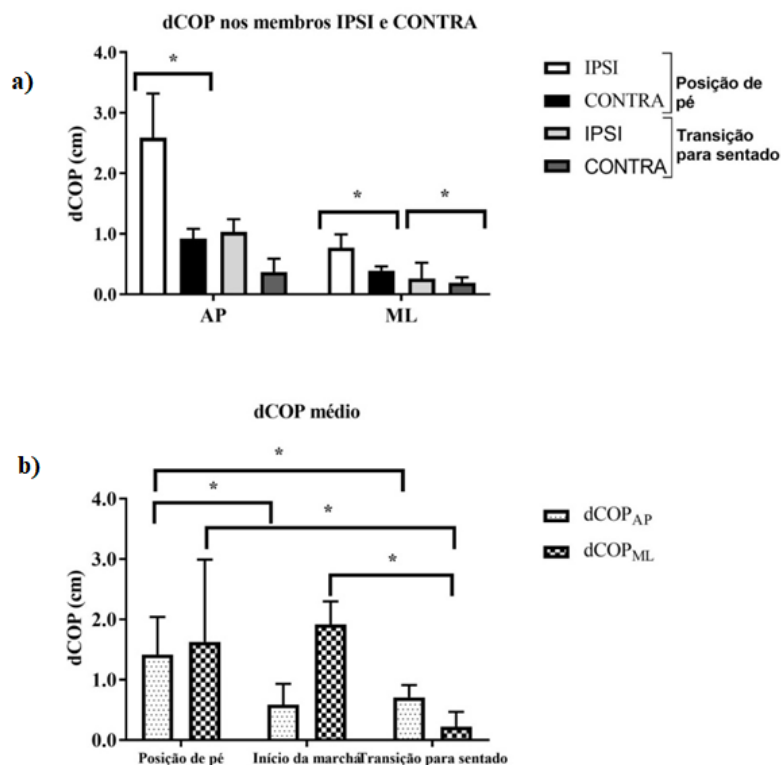 dCOP nos membros IPSI e CONTRA
a)
4.0
3.0
2.0
1.0
0.0
dCOP (cm)
*
*
*
AP
ML
IPSI
CONTRA
Posição de
pé
IPSI
CONTRA
Transição
para sentado
dCOP médio
b)
4.0
3.0
2.0
1.0
0.0
dCOP (cm)
*
*
*
*
Posição de pé
Início da marcha
Transição para sentado
dCOPAP
dCOPML